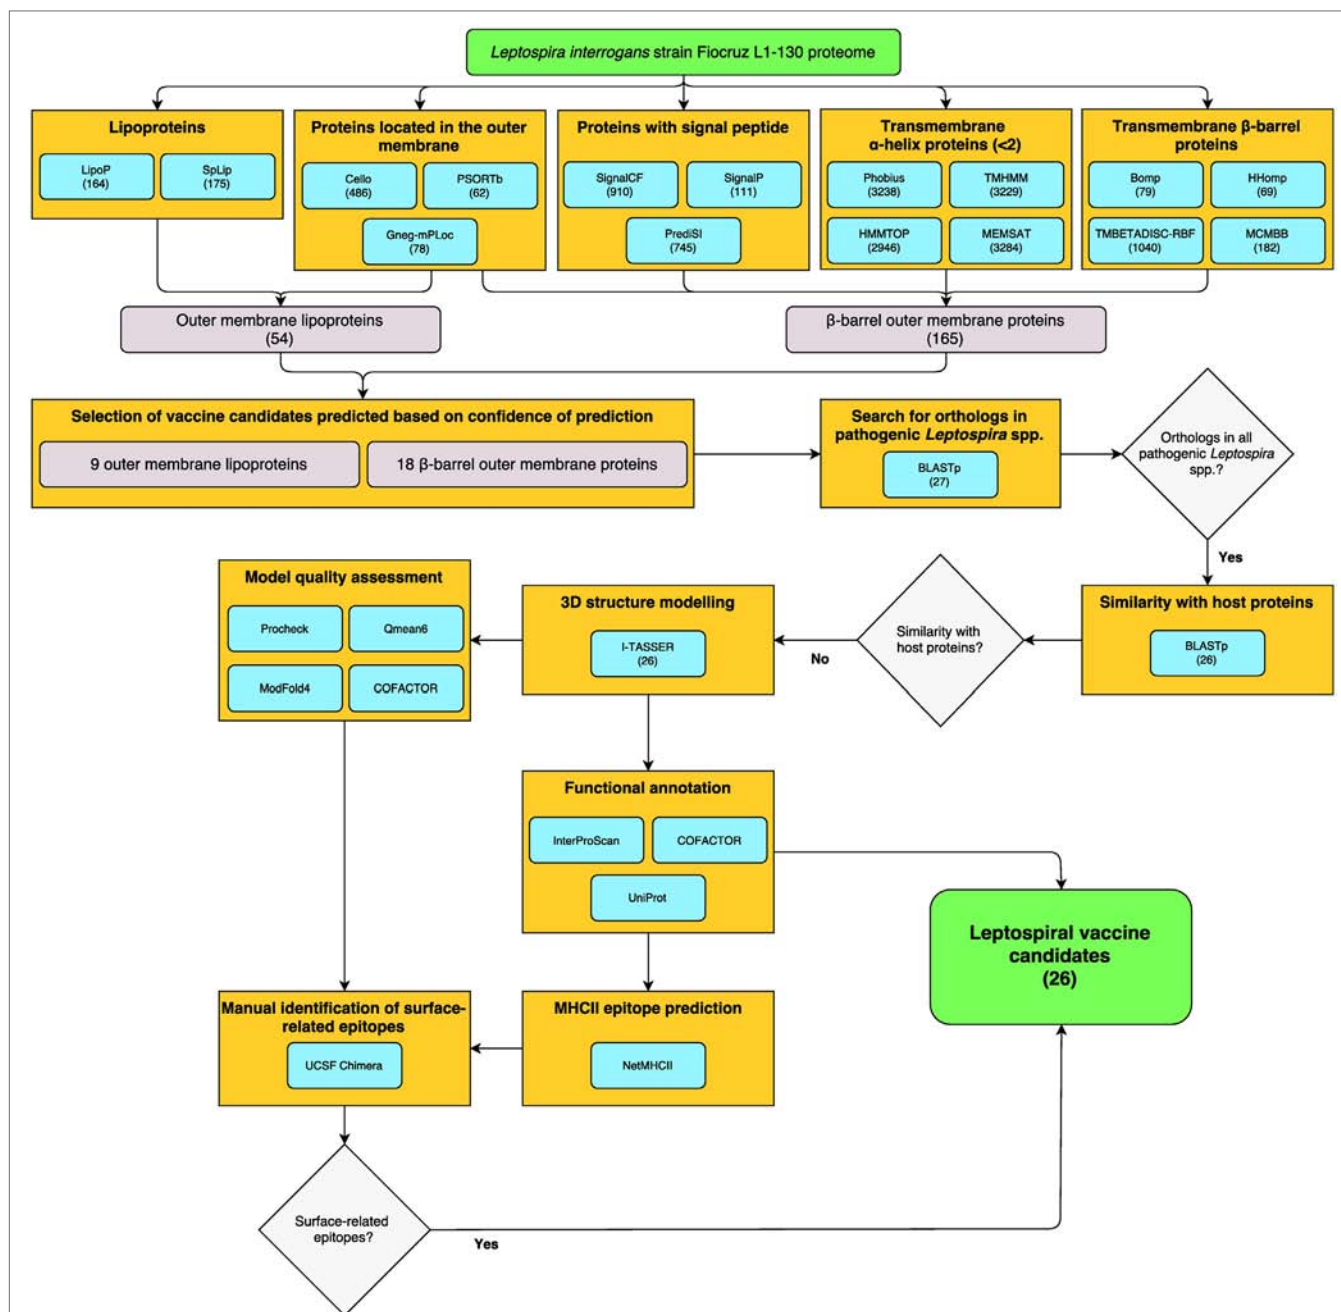 Leptospira interrogans strain Fiocruz L1-130 proteome
Lipoproteins
LipoP
(164)
SpLip
(175)
Proteins located in the outer
membrane
Cello
(486)
PSORTb
(62)
Gneg-mPLoc
(78)
Proteins with signal peptide
SignalCF
(910)
SignalP
(111)
PrediSI
(745)
Transmembrane
α-helix proteins (<2)
Phobius
(3238)
TMHMM
(3229)
HMMTOP
(2946)
MEMSAT
(3284)
Transmembrane β-barrel
proteins
Bomp
(79)
HHomp
(69)
TMBETADISC-RBF
(1040)
MCMBB
(182)
Outer membrane lipoproteins
(54)
β-barrel outer membrane proteins
(165)
Selection of vaccine candidates predicted based on confidence of prediction
9 outer membrane lipoproteins
18 β-barrel outer membrane proteins
Search for orthologs in
pathogenic Leptospira spp.
BLASTp
(27)
Orthologs in all
pathogenic Leptospira
spp.?
Yes
Similarity with host proteins
BLASTp
(26)
Similarity with
host proteins?
No
3D structure modelling
I-TASSER
(26)
Model quality assessment
Procheck
Qmean6
ModFold4
COFACTOR
Functional annotation
InterProScan
COFACTOR
UniProt
Leptospiral vaccine
candidates
(26)
MHCII epitope prediction
NetMHCII
Manual identification of surface-
related epitopes
UCSF Chimera
Surface-related
epitopes?
Yes